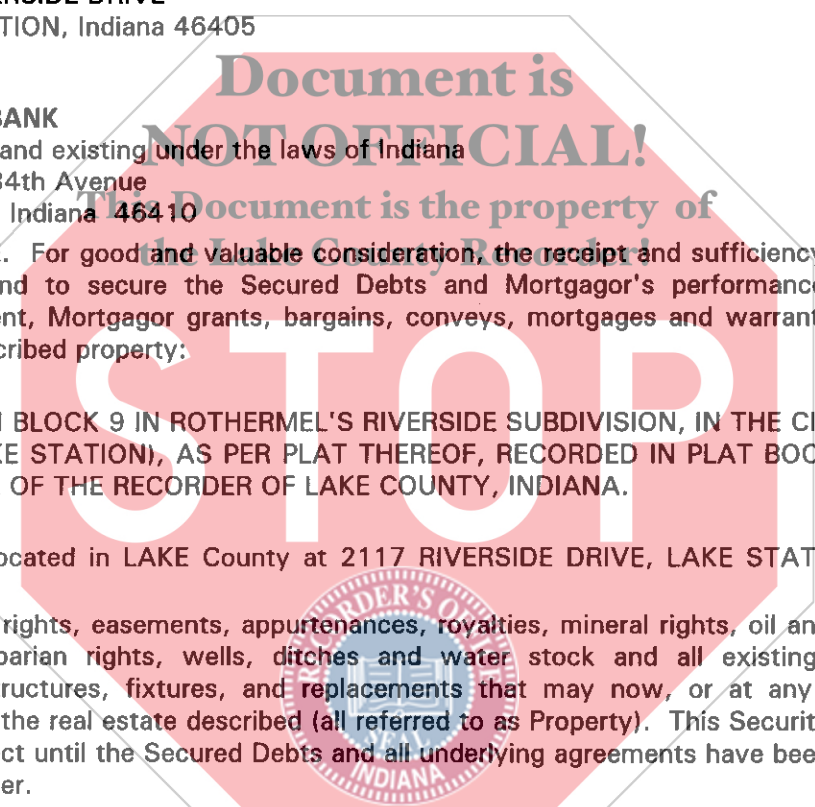 RSIDE DRIVE
TION, Indiana 46405
Document is
NOT OFFICIAL!
This Document is the property of
the Lake County Recorder!
BANK
and existing under the laws of Indiana
34th Avenue
Indiana 46410
. For good and valuable consideration, the receipt and sufficiency
nd to secure the Secured Debts and Mortgagor's performance
ent, Mortgagor grants, bargains, conveys, mortgages and warrant
cribed property:
STOP
BLOCK 9 IN ROTHERMEL'S RIVERSIDE SUBDIVISION, IN THE CI
E STATION), AS PER PLAT THEREOF, RECORDED IN PLAT BOO
OF THE RECORDER OF LAKE COUNTY, INDIANA.
ocated in LAKE County at 2117 RIVERSIDE DRIVE, LAKE STAT
rights, easements, appurtenances, royalties, mineral rights, oil an
parian rights, wells, ditches and water stock and all existing
ructures, fixtures, and replacements that may now, or at any
the real estate described (all referred to as Property). This Securit
ct until the Secured Debts and all underlying agreements have bee
er.
RECORDER'S OFFICE
SEAL
INDIANA